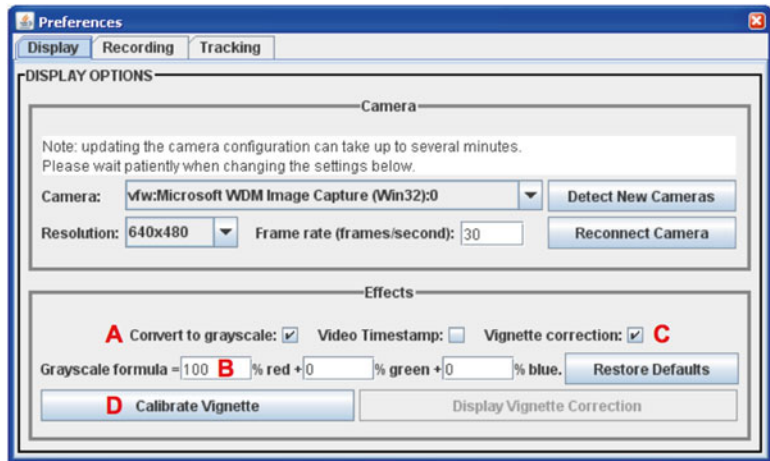 Preferences
Display Recording Tracking
DISPLAY OPTIONS
Camera
Note: updating the camera configuration can take up to several minutes.
Please wait patiently when changing the settings below.
Camera: vfw:Microsoft WDM Image Capture (Win32):0 Detect New Cameras
Resolution: 640x480 Frame rate (frames/second): 30 Reconnect Camera
Effects
A Convert to grayscale: Video Timestamp: Vignette correction: C
Grayscale formula = 100 B % red + 0 % green + 0 % blue. Restore Defaults
D Calibrate Vignette Display Vignette Correction